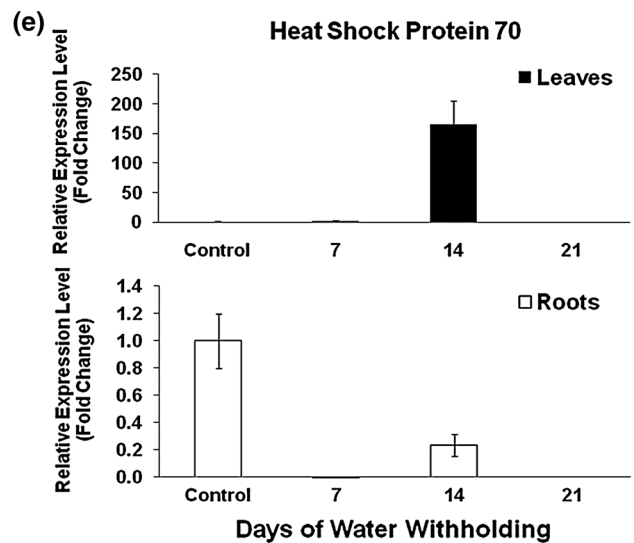 (e)
Heat Shock Protein 70
Relative Expression Level
(Fold Change)
250
200
150
100
50
0
Leaves
Control 7 14 21
Relative Expression Level
(Fold Change)
1.4
1.2
1.0
0.8
0.6
0.4
0.2
0.0
Roots
Control 7 14 21
Days of Water Withholding